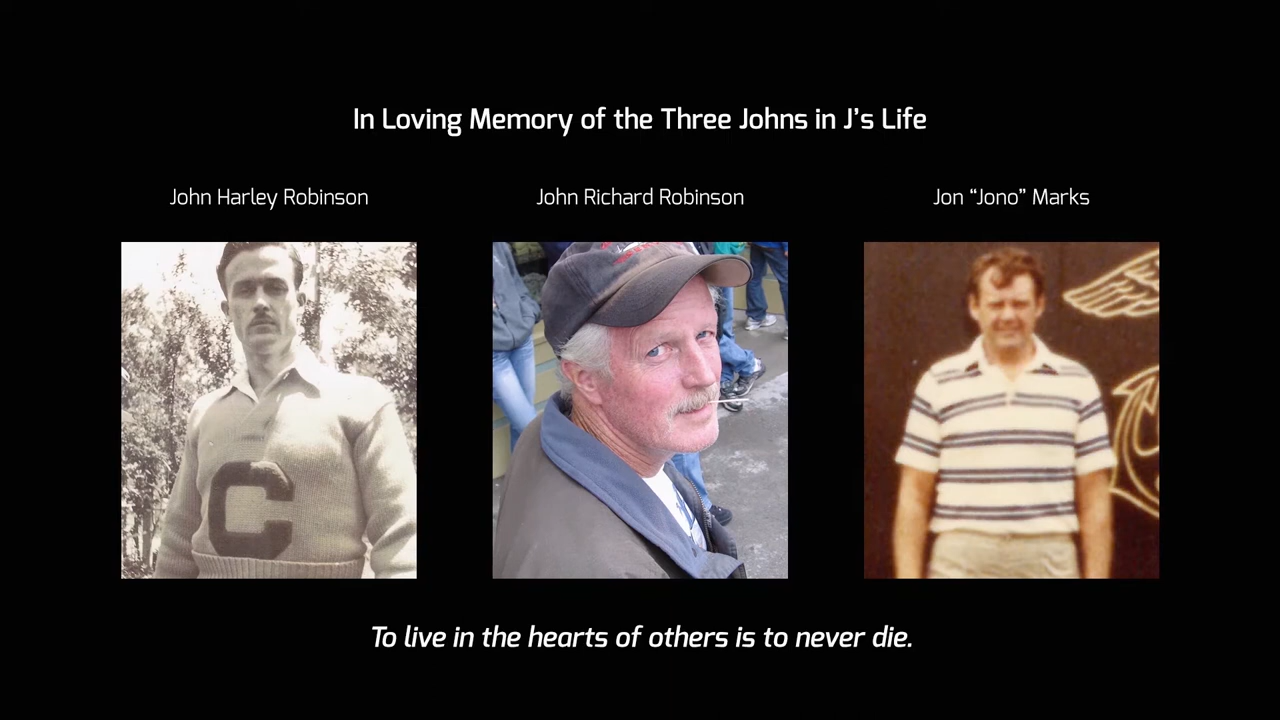 In Loving Memory of the Three Johns in J's Life
John Harley Robinson
John Richard Robinson
Jon “Jono” Marks
C
To live in the hearts of others is to never die.